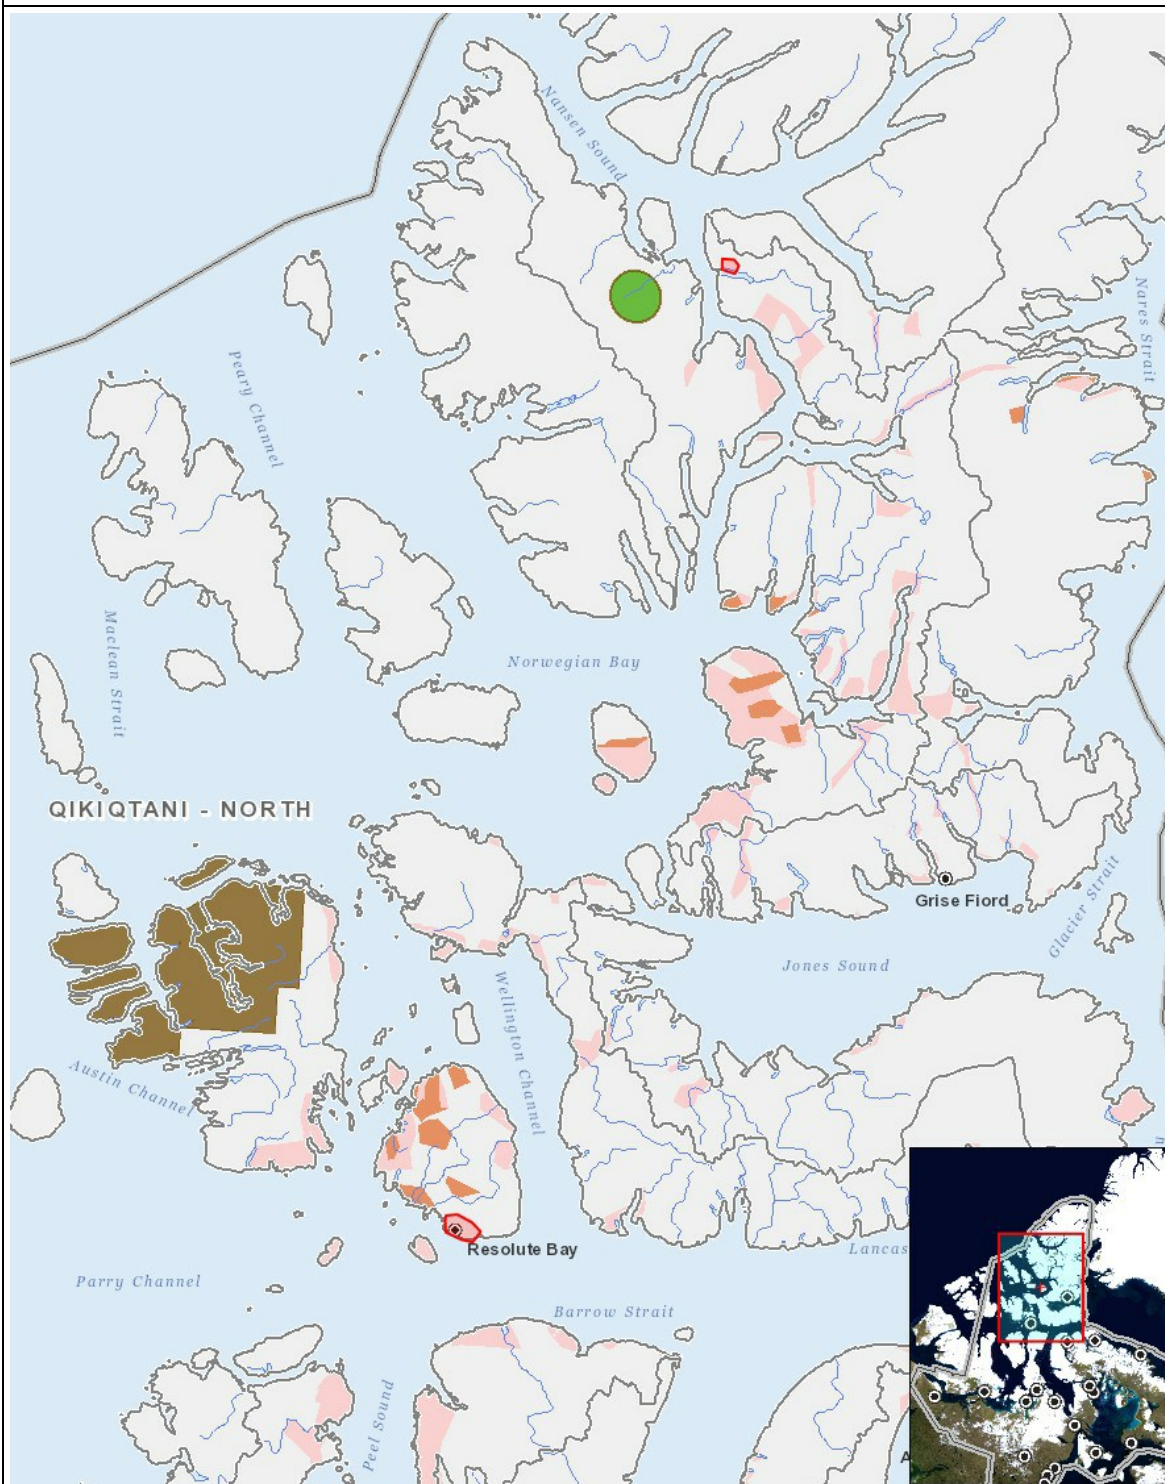 Nansen Sound
Nares Strait
Peary Channel
Maclean Strait
Norwegian Bay
QIKIQTANI - NORTH
Grise Fiord
Glacier Strait
Jones Sound
Wellington Channel
Austin Channel
Resolute Bay
Lancas
Parry Channel
Barrow Strait
Peel Sound
A